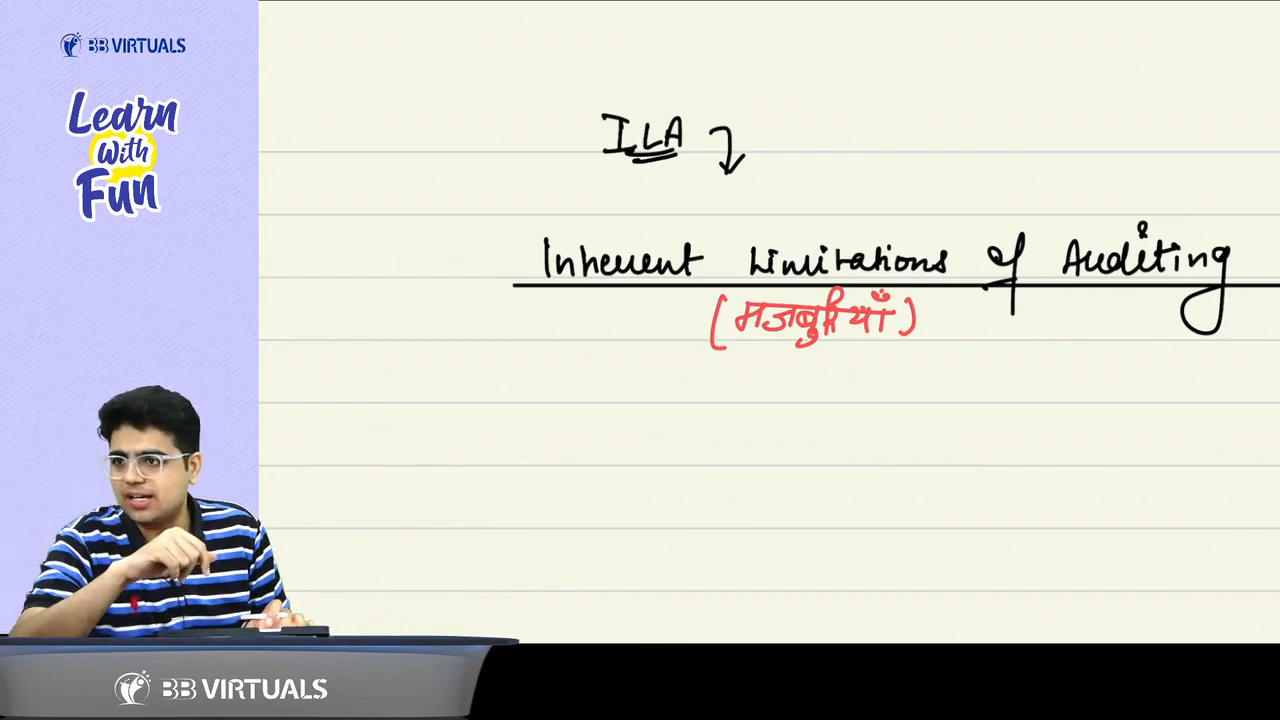 BB VIRTUALS
Learn
With
Fun
ILA
Inherent Limitations of Auditing
(मजबुरियाँ)
BB VIRTUALS